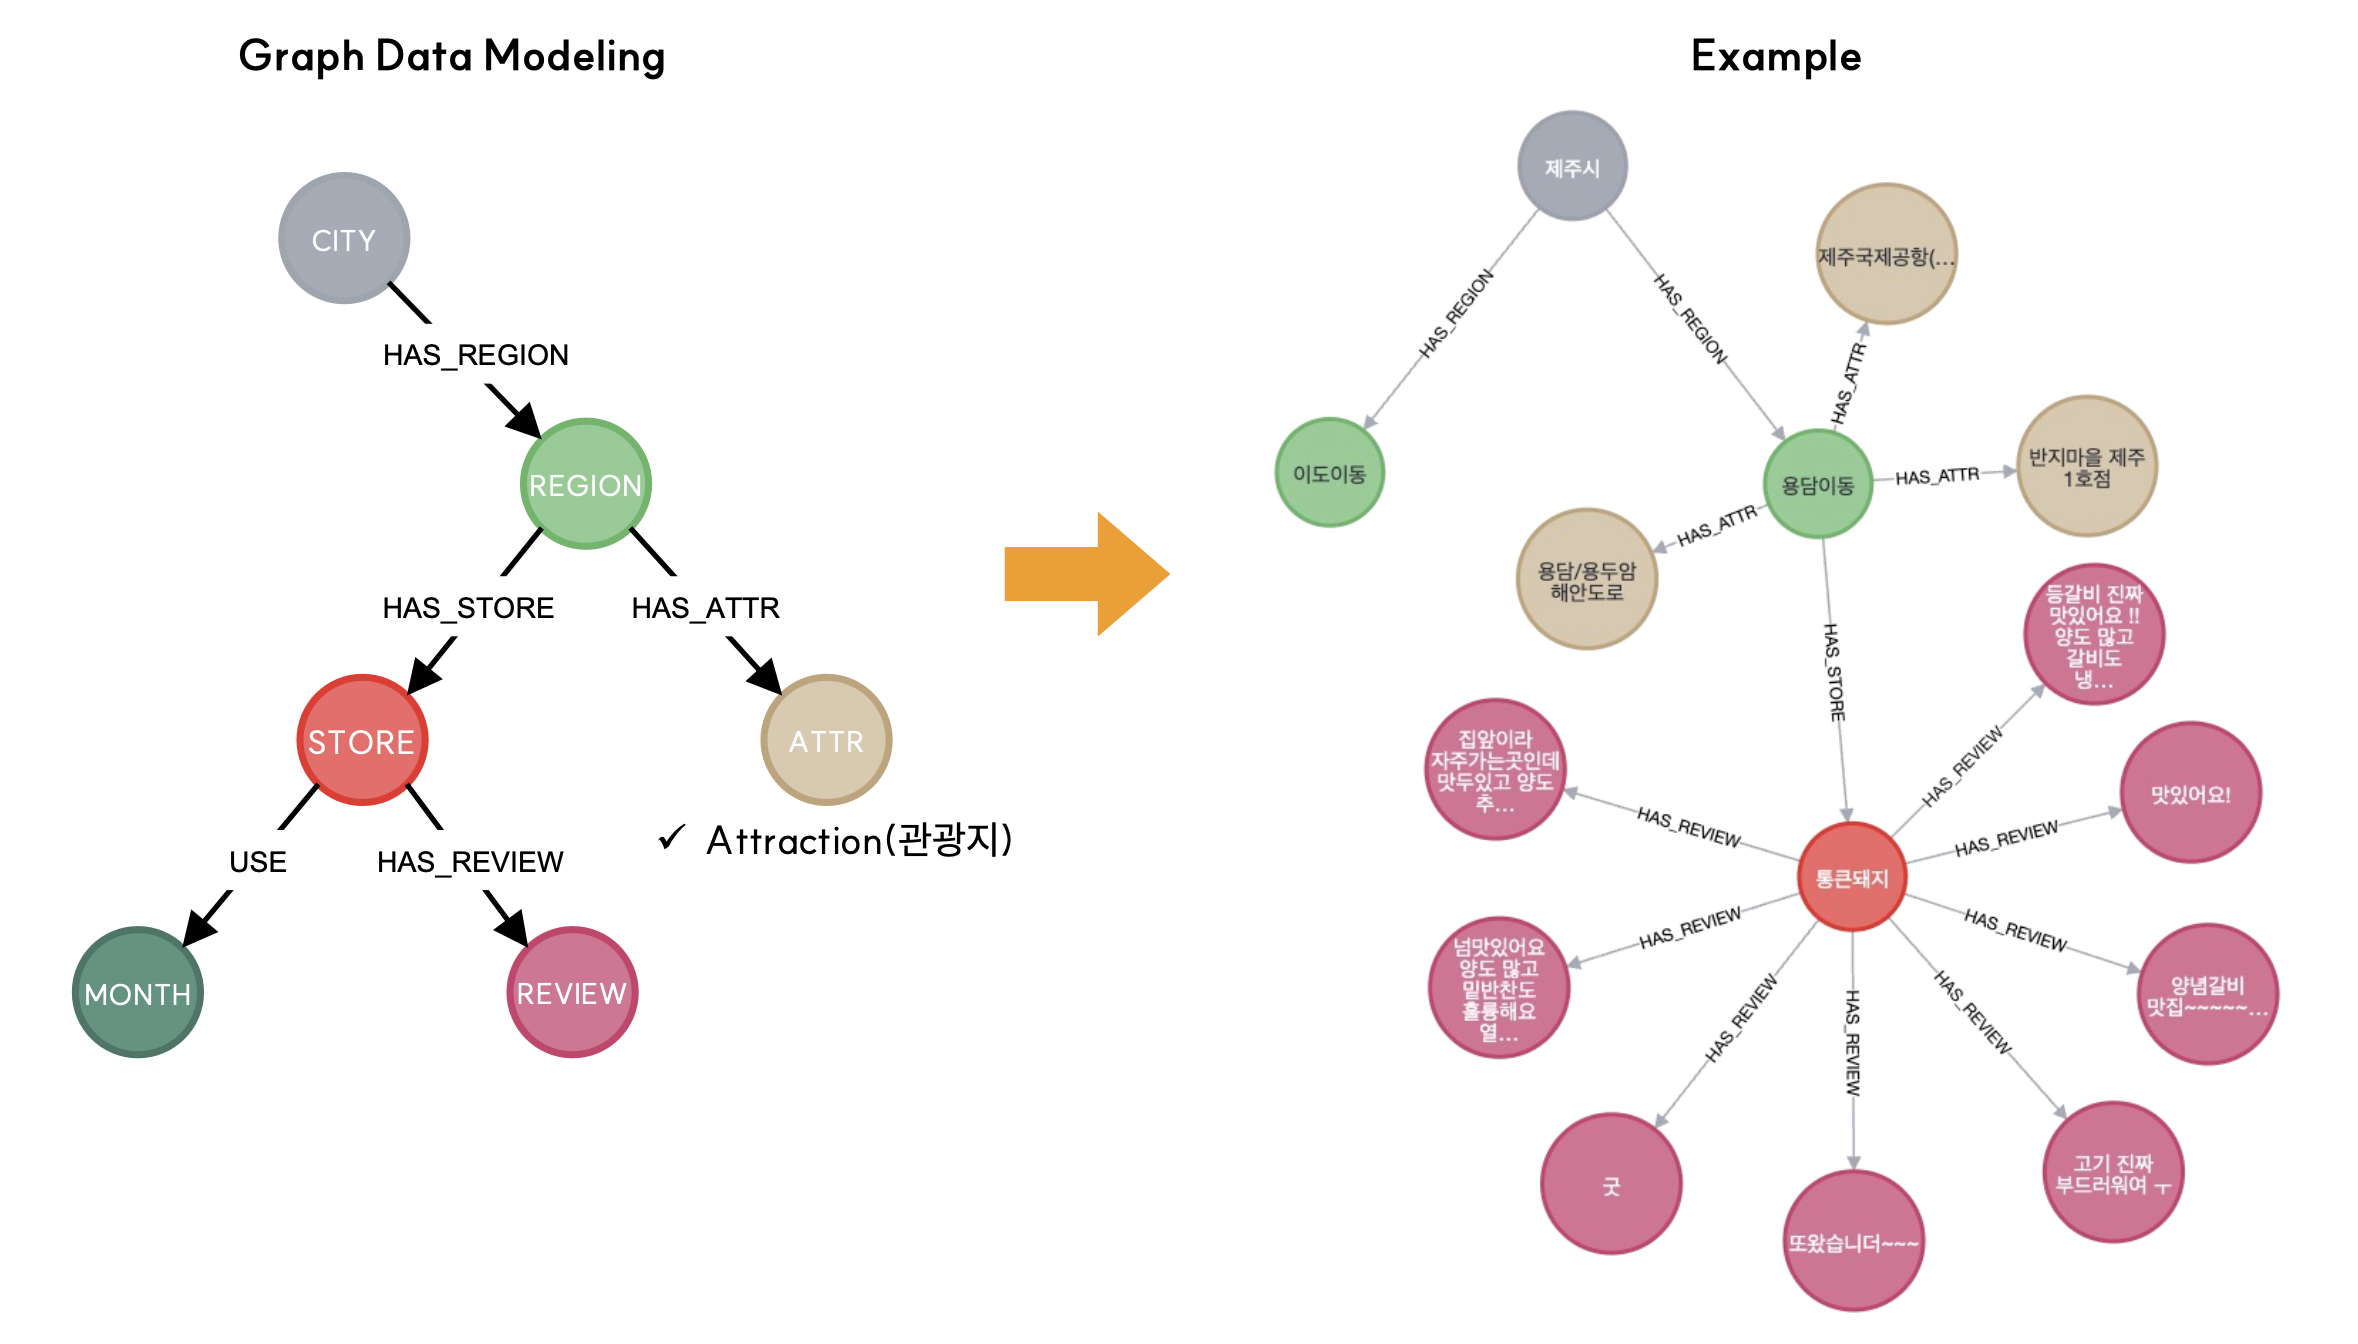 Graph Data Modeling
CITY
HAS_REGION
REGION
HAS_STORE
HAS_ATTR
STORE
ATTR
✓ Attraction(관광지)
USE
HAS_REVIEW
MONTH
REVIEW
Example
제주시
제주국제공항(...
HAS_REGION
HAS_REGION
HAS_ATTR
이도이동
용담이동
HAS_ATTR
반지마을 제주
1호점
HAS_ATTR
용담/용두암
해안도로
HAS_STORE
등갈비 진짜
맛있어요 !!
양도 많고
갈비도
냉...
집앞이라
자주가는곳인데
맛두있고 양도
추...
HAS_REVIEW
HAS_REVIEW
HAS_REVIEW
맛있어요!
통큰돼지
넘맛있어요
양도 많고
밑반찬도
훌륭해요
열...
HAS_REVIEW
HAS_REVIEW
양념갈비
맛집~~~~~...
HAS_REVIEW
HAS_REVIEW
HAS_REVIEW
굿
또왔습니더~~~
고기 진짜
부드러워여 ㅜ